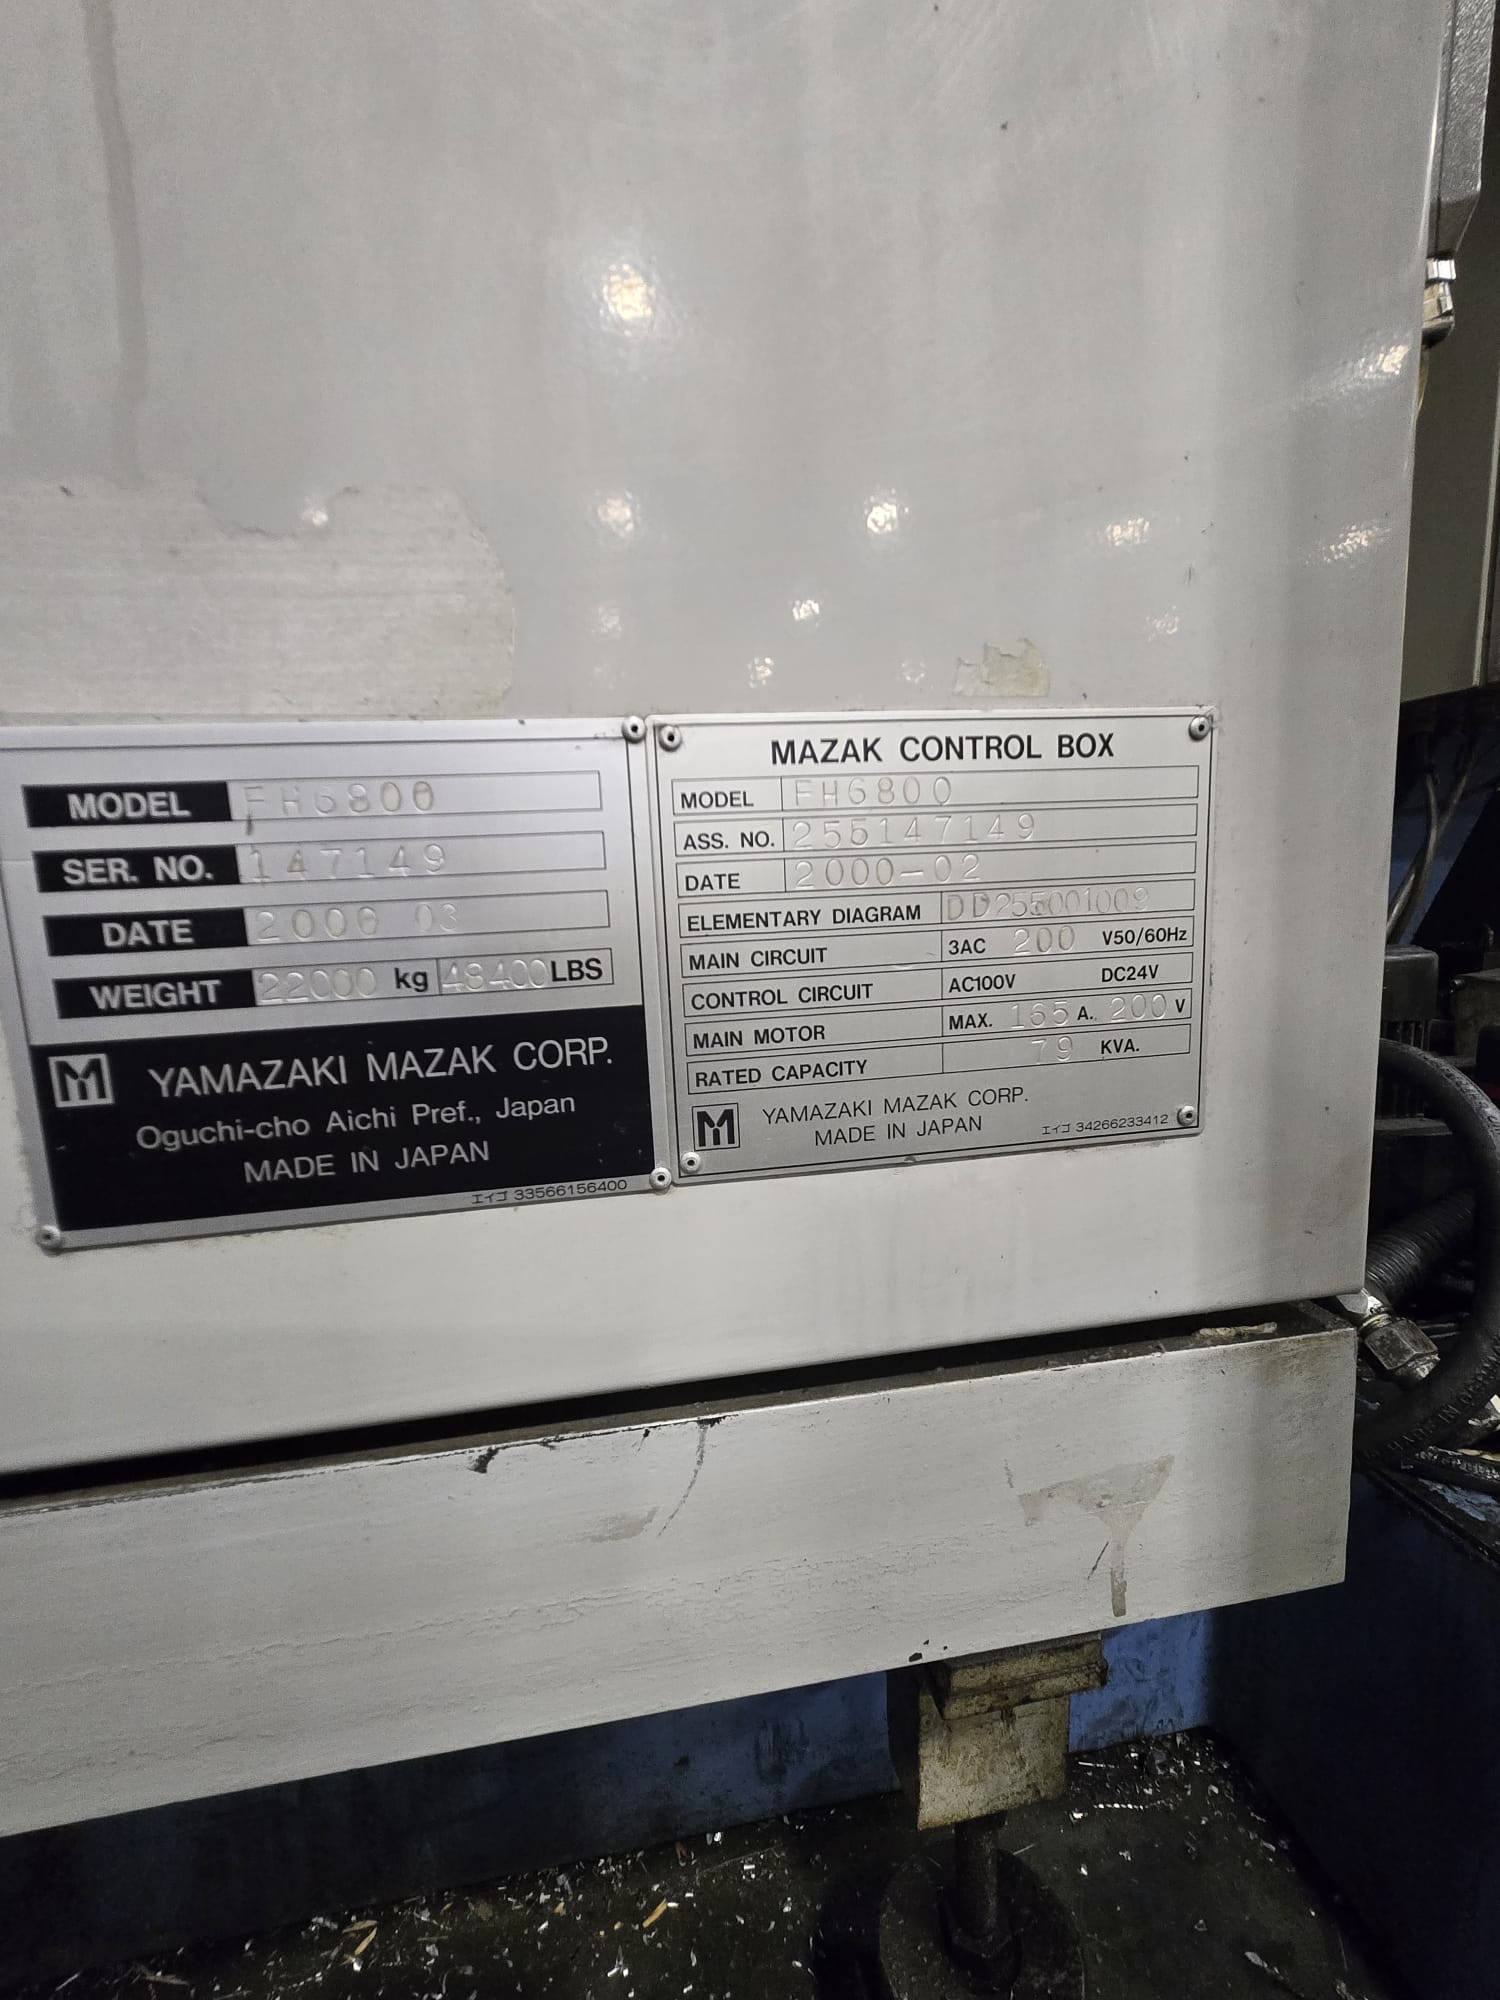 MODEL FH6800
SER. NO. 147149
DATE 2000 03
WEIGHT 22000 kg 48400 LBS
YAMAZAKI MAZAK CORP.
Oguchi-cho Aichi Pref., Japan
MADE IN JAPAN
エイコ 33566156400
MAZAK CONTROL BOX
MODEL FH6800
ASS. NO. 255147149
DATE 2000-02
ELEMENTARY DIAGRAM DD255001009
MAIN CIRCUIT 3AC 200 V50/60Hz
CONTROL CIRCUIT AC100V DC24V
MAIN MOTOR MAX. 165 A. 200 V
RATED CAPACITY 79 KVA.
YAMAZAKI MAZAK CORP.
MADE IN JAPAN
エイコ 34266233412